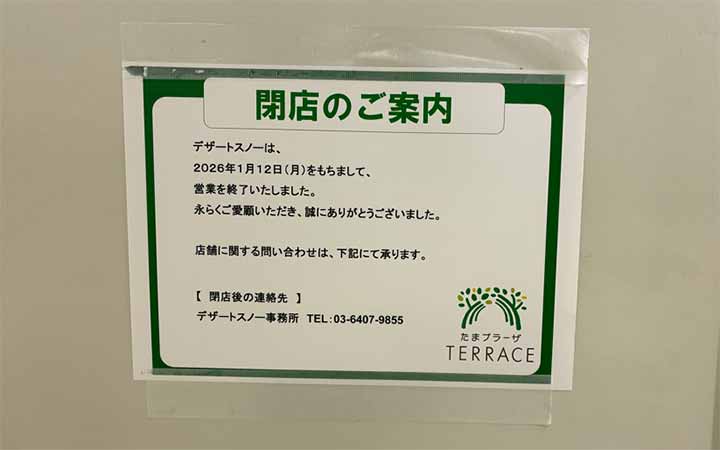 閉店のご案内
デザートスノーは、
2026年1月12日(月)をもちまして、
営業を終了いたしました。
永らくご愛顧いただき、誠にありがとうございました。
店舗に関する問い合わせは、下記にて承ります。
【 閉店後の連絡先 】
デザートスノー事務所 TEL:03-6407-9855
たまプラーザ
TERRACE